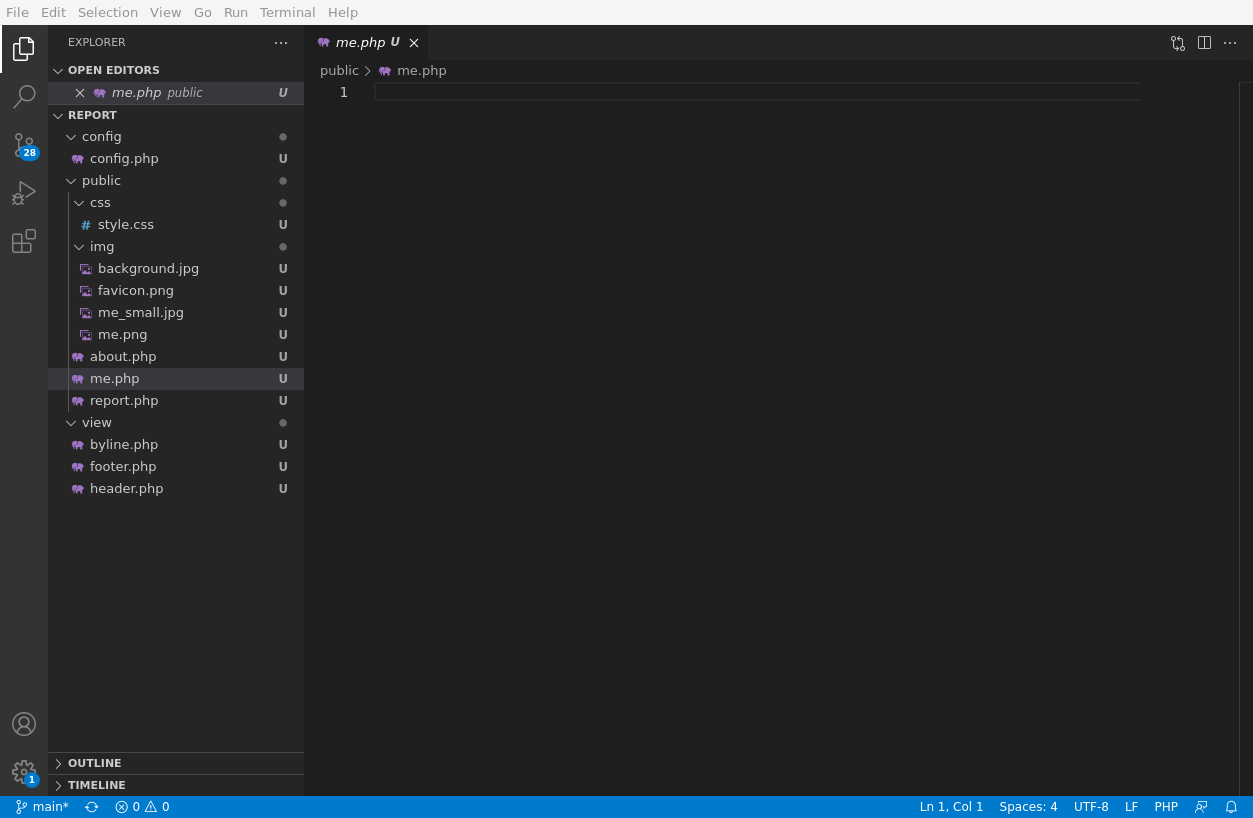 File Edit Selection View Go Run Terminal Help
EXPLORER
OPEN EDITORS
me.php public U
REPORT
config
config.php U
public
css
# style.css U
img
background.jpg U
favicon.png U
me_small.jpg U
me.png U
about.php U
me.php U
report.php U
view
byline.php U
footer.php U
header.php U
OUTLINE
TIMELINE
28
1
me.php U
public > me.php
1
main* 0 0 Ln 1, Col 1 Spaces: 4 UTF-8 LF PHP